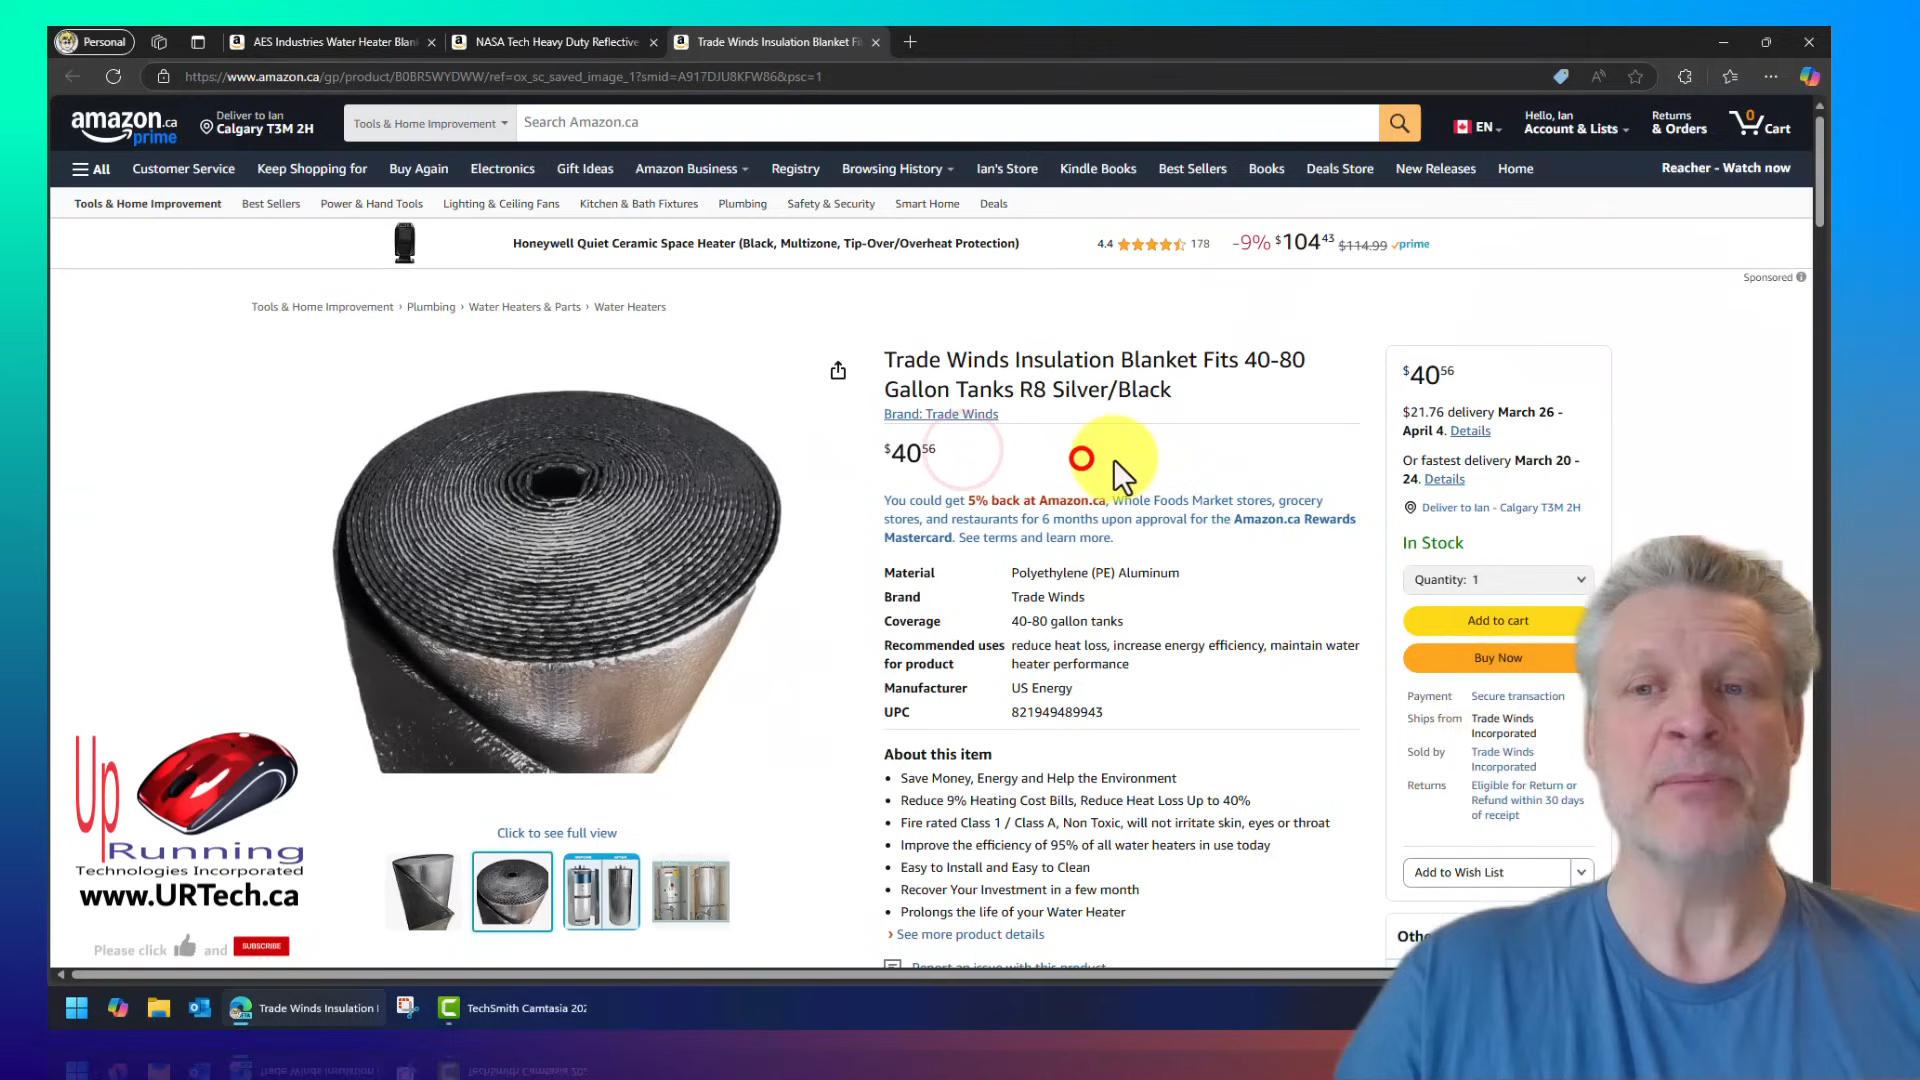 Personal
AES Industries Water Heater Blan
NASA Tech Heavy Duty Reflective
Trade Winds Insulation Blanket Fi
https://www.amazon.ca/gp/product/B0BR5WYDWW/ref=ox_sc_saved_image_1?smid=A917DJU8KFW86&psc=1
amazon.ca
prime
Deliver to Ian
Calgary T3M 2H
Tools & Home Improvement
Search Amazon.ca
EN
Hello, Ian
Account & Lists
Returns
& Orders
0
Cart
All
Customer Service
Keep Shopping for
Buy Again
Electronics
Gift Ideas
Amazon Business
Registry
Browsing History
Ian's Store
Kindle Books
Best Sellers
Books
Deals Store
New Releases
Home
Reacher - Watch now
Tools & Home Improvement
Best Sellers
Power & Hand Tools
Lighting & Ceiling Fans
Kitchen & Bath Fixtures
Plumbing
Safety & Security
Smart Home
Deals
Honeywell Quiet Ceramic Space Heater (Black, Multizone, Tip-Over/Overheat Protection)
4.4
178
-9% $104 43 $114.99 prime
Sponsored
Tools & Home Improvement › Plumbing › Water Heaters & Parts › Water Heaters
Trade Winds Insulation Blanket Fits 40-80
Gallon Tanks R8 Silver/Black
Brand: Trade Winds
$40 56
You could get 5% back at Amazon.ca, Whole Foods Market stores, grocery
stores, and restaurants for 6 months upon approval for the Amazon.ca Rewards
Mastercard. See terms and learn more.
Material Polyethylene (PE) Aluminum
Brand Trade Winds
Coverage 40-80 gallon tanks
Recommended uses reduce heat loss, increase energy efficiency, maintain water
for product heater performance
Manufacturer US Energy
UPC 821949489943
About this item
• Save Money, Energy and Help the Environment
• Reduce 9% Heating Cost Bills, Reduce Heat Loss Up to 40%
• Fire rated Class 1 / Class A, Non Toxic, will not irritate skin, eyes or throat
• Improve the efficiency of 95% of all water heaters in use today
• Easy to Install and Easy to Clean
• Recover Your Investment in a few month
• Prolongs the life of your Water Heater
› See more product details
Report an issue with this product
Click to see full view
$40 56
$21.76 delivery March 26 -
April 4. Details
Or fastest delivery March 20 -
24. Details
Deliver to Ian - Calgary T3M 2H
In Stock
Quantity: 1
Add to cart
Buy Now
Payment Secure transaction
Ships from Trade Winds
Incorporated
Sold by Trade Winds
Incorporated
Returns Eligible for Return or
Refund within 30 days
of receipt
Add to Wish List
Othe
Up
Running
Technologies Incorporated
www.URTech.ca
Please click and SUBSCRIBE
Trade Winds Insulation
TechSmith Camtasia 202